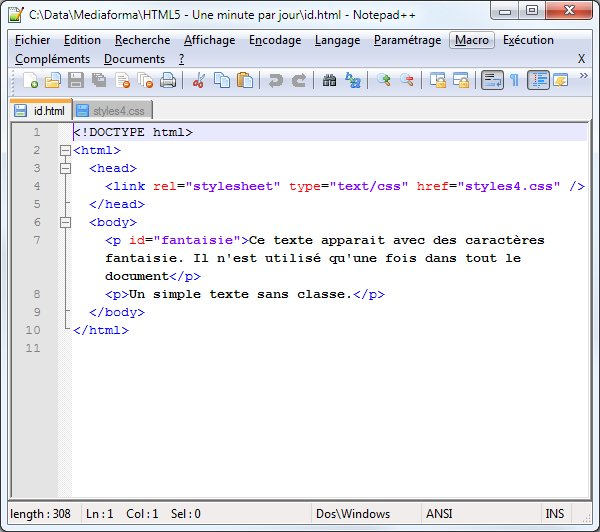 C:\Data\Mediaforma\HTML5 - Une minute par jour\id.html - Notepad++
Fichier Edition Recherche Affichage Encodage Langage Paramétrage Macro Exécution
Compléments Documents ? X
id.html styles4.css
1 <!DOCTYPE html>
2 <html>
3 <head>
4 <link rel="stylesheet" type="text/css" href="styles4.css" />
5 </head>
6 <body>
7 <p id="fantaisie">Ce texte apparait avec des caractères
fantaisie. Il n'est utilisé qu'une fois dans tout le
document</p>
8 <p>Un simple texte sans classe.</p>
9 </body>
10 </html>
11
length : 308 Ln : 1 Col : 1 Sel : 0 Dos\Windows ANSI INS